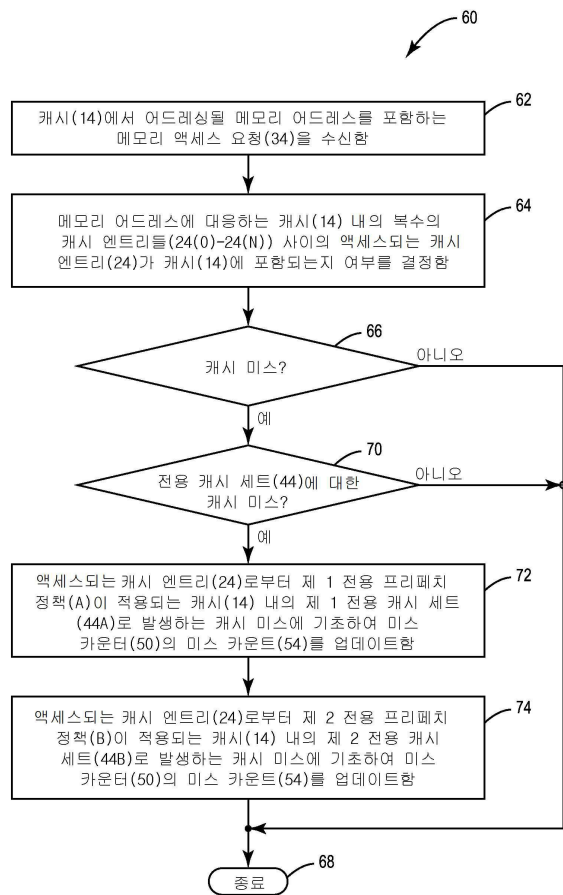 60
62
캐시(14)에서 어드레싱될 메모리 어드레스를 포함하는
메모리 액세스 요청(34)을 수신함
64
메모리 어드레스에 대응하는 캐시(14) 내의 복수의
캐시 엔트리들(24(0)-24(N)) 사이의 액세스되는 캐시
엔트리(24)가 캐시(14)에 포함되는지 여부를 결정함
66
캐시 미스?
아니오
예
70
전용 캐시 세트(44)에 대한
캐시 미스?
아니오
예
72
액세스되는 캐시 엔트리(24)로부터 제 1 전용 프리페치
정책(A)이 적용되는 캐시(14) 내의 제 1 전용 캐시 세트
(44A)로 발생하는 캐시 미스에 기초하여 미스
카운터(50)의 미스 카운트(54)를 업데이트함
74
액세스되는 캐시 엔트리(24)로부터 제 2 전용 프리페치
정책(B)이 적용되는 캐시(14) 내의 제 2 전용 캐시
세트(44B)로 발생하는 캐시 미스에 기초하여 미스
카운터(50)의 미스 카운트(54)를 업데이트함
68
종료